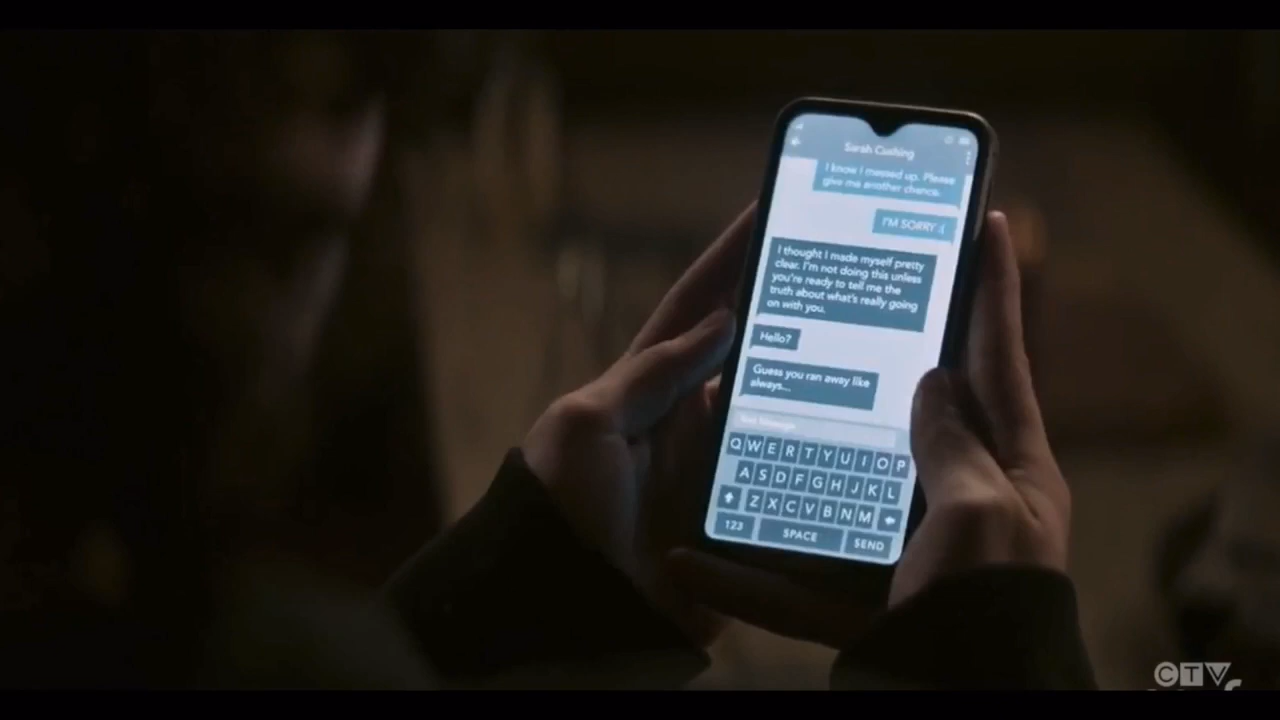 Sarah Cushing
I know I messed up. Please
give me another chance.
I'M SORRY :(
I thought I made myself pretty
clear. I'm not doing this unless
you're ready to tell me the
truth about what's really going
on with you.
Hello?
Guess you ran away like
always...
Text Message
Q W E R T Y U I O P
A S D F G H J K L
Z X C V B N M
123 SPACE SEND
CTV